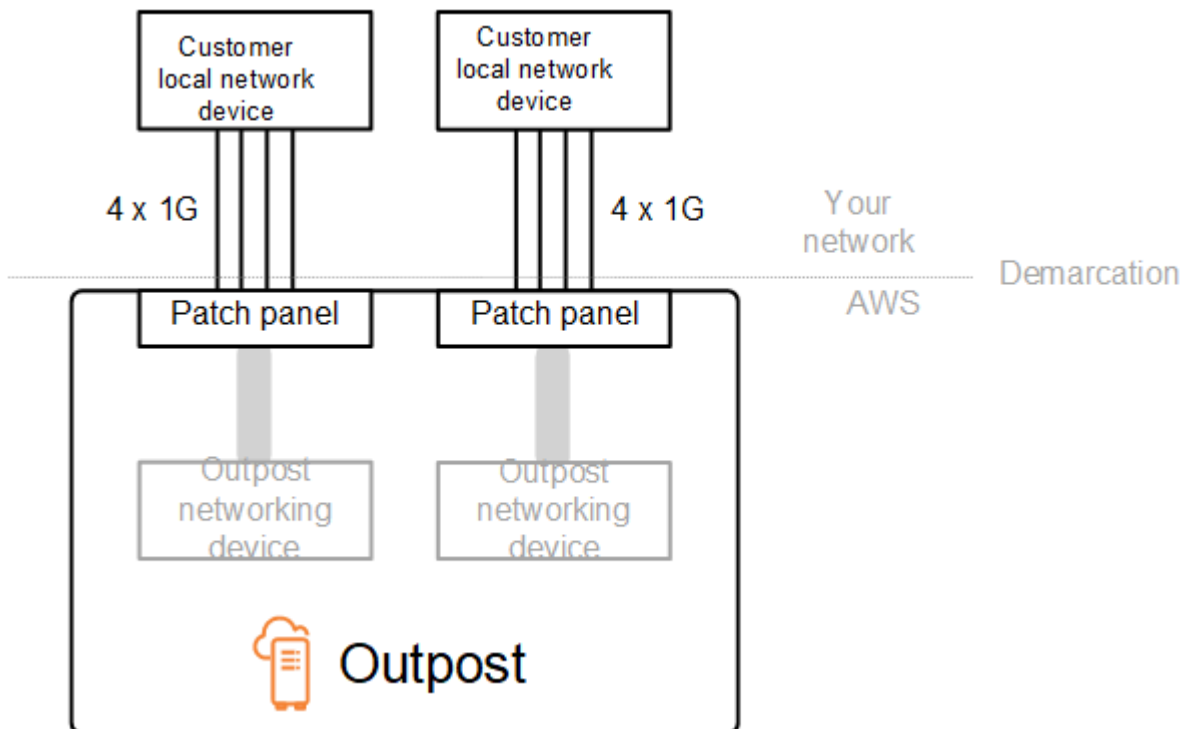 Customer
local network
device
Customer
local network
device
4 x 1G
4 x 1G
Your
network
Demarcation
AWS
Patch panel
Patch panel
Outpost
networking
device
Outpost
networking
device
Outpost